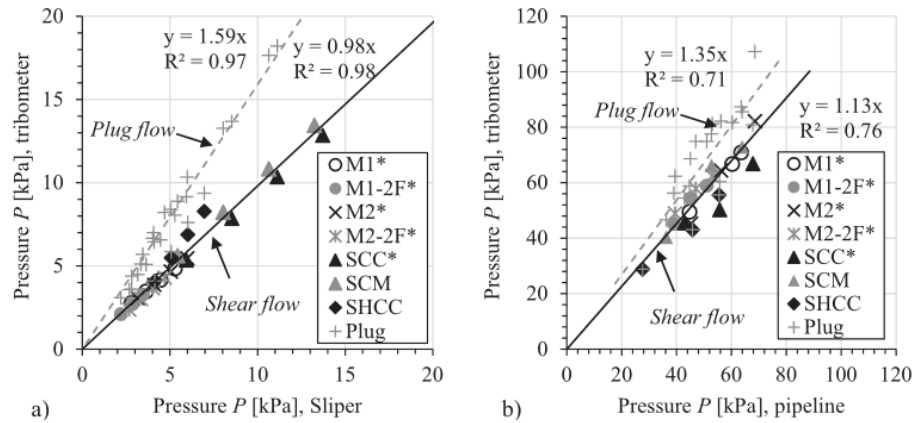 20
15
10
5
0
0
5
10
15
20
Pressure P [kPa], tribometer
Pressure P [kPa], Sliper
y = 1.59x
R² = 0.97
y = 0.98x
R² = 0.98
Plug flow
Shear flow
M1*
M1-2F*
M2*
M2-2F*
SCC*
SCM
SHCC
Plug
a)
120
100
80
60
40
20
0
0
20
40
60
80
100
120
Pressure P [kPa], tribometer
Pressure P [kPa], pipeline
y = 1.35x
R² = 0.71
y = 1.13x
R² = 0.76
Plug flow
Shear flow
M1*
M1-2F*
M2*
M2-2F*
SCC*
SCM
SHCC
Plug
b)